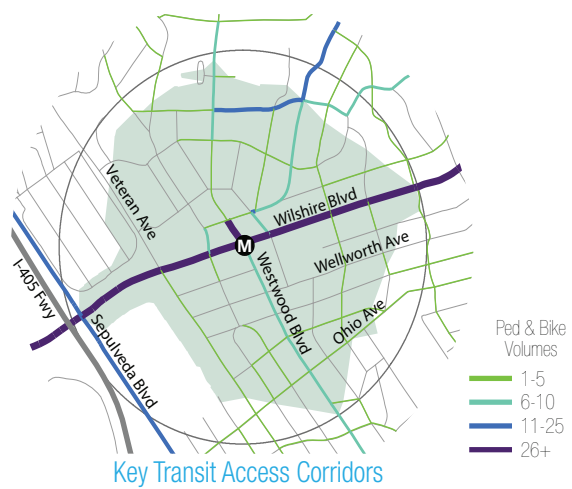 Veteran Ave
Wilshire Blvd
M
Wellworth Ave
Westwood Blvd
I-405 Fwy
Ohio Ave
Sepulveda Blvd
Ped & Bike
Volumes
1-5
6-10
11-25
26+
Key Transit Access Corridors